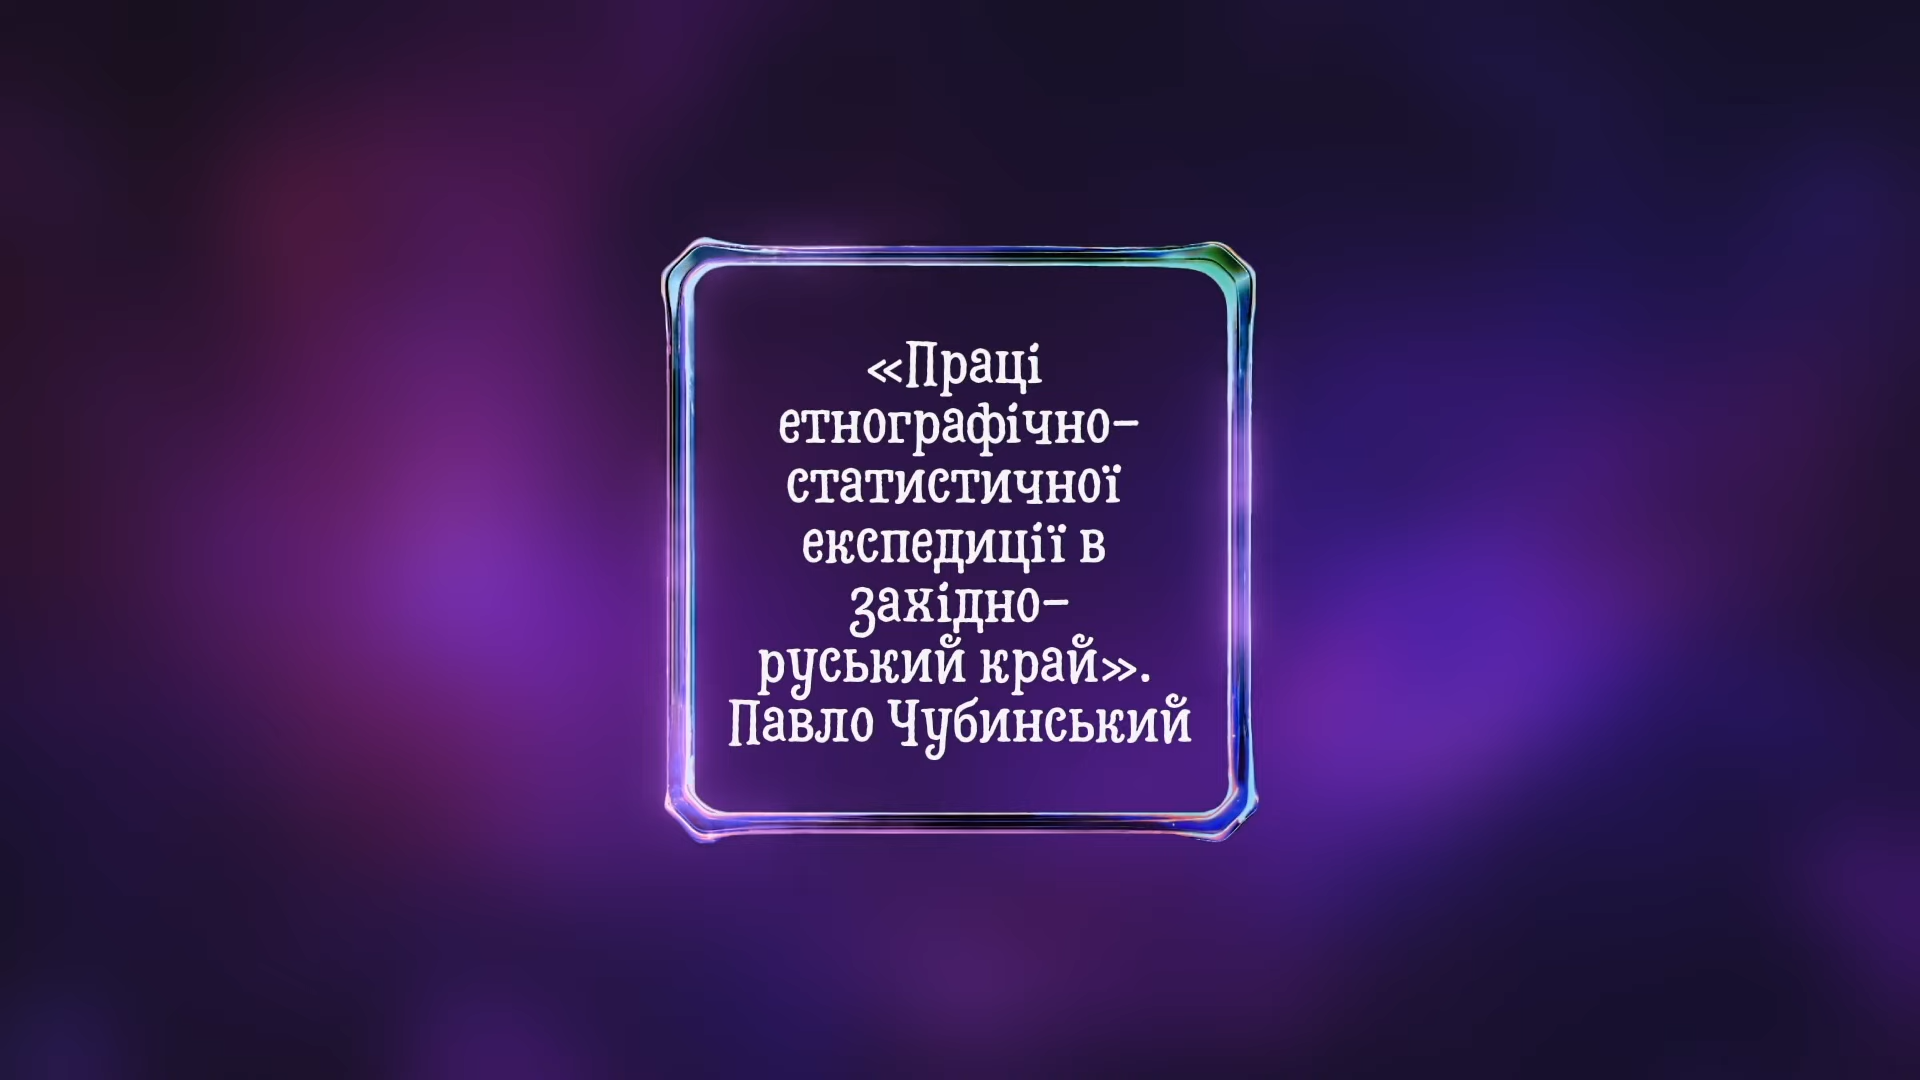 «Праці
етнографічно-
статистичної
експедиції в
західно-
руський край».
Павло Чубинський